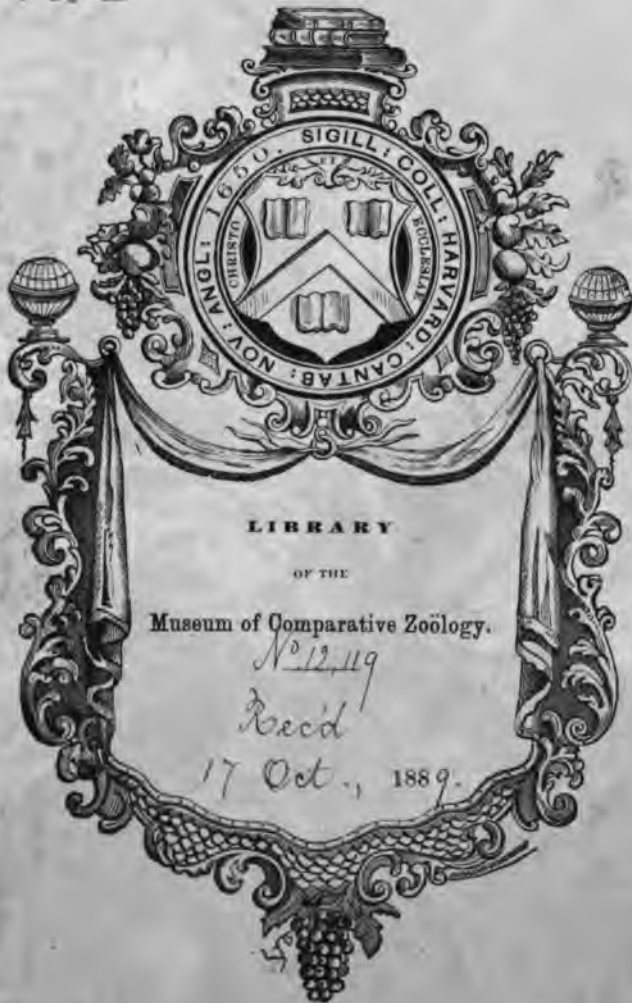 SIGILL: COLL: HARVARD: CANTAB: NOV: ANGL: 1650.
ET
CHRISTO
ECCLESIAE
LIBRARY
OF THE
Museum of Comparative Zoölogy.
No 12,119
Rec'd
17 Oct., 1889.